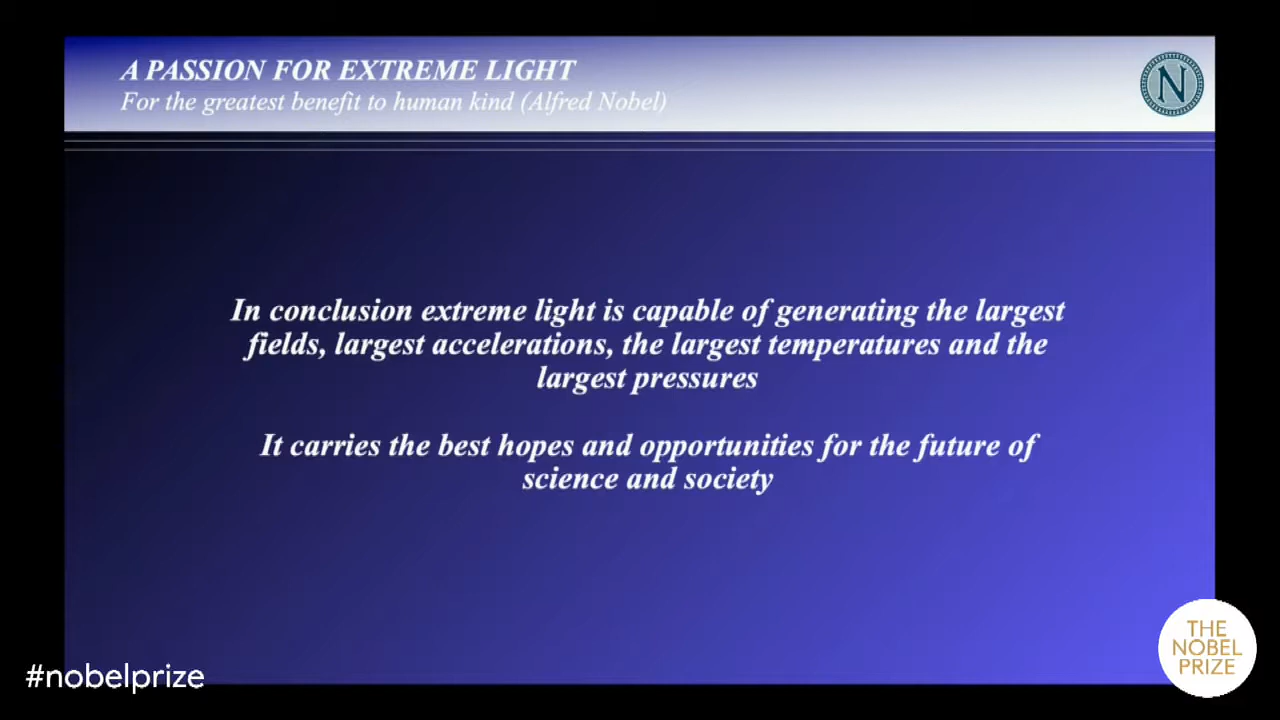 A PASSION FOR EXTREME LIGHT
For the greatest benefit to human kind (Alfred Nobel)
N
In conclusion extreme light is capable of generating the largest
fields, largest accelerations, the largest temperatures and the
largest pressures
It carries the best hopes and opportunities for the future of
science and society
#nobelprize
THE
NOBEL
PRIZE